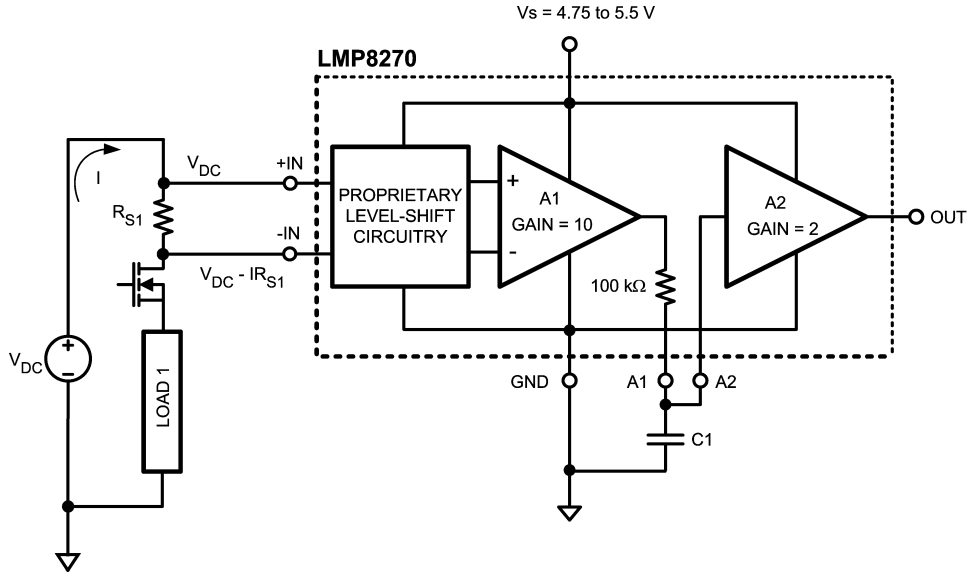 Vs = 4.75 to 5.5 V
LMP8270
I
VDC
+IN
RS1
-IN
VDC - IRS1
PROPRIETARY
LEVEL-SHIFT
CIRCUITRY
+
-
A1
GAIN = 10
A2
GAIN = 2
OUT
100 kΩ
VDC
+
−
LOAD 1
GND
A1
A2
C1